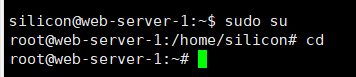 silicon@web-server-1:~$ sudo su
root@web-server-1:/home/silicon# cd
root@web-server-1:~#